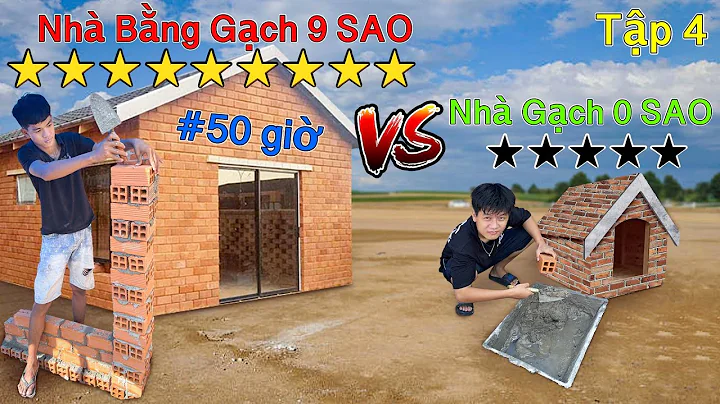 Nhà Bằng Gạch 9 SAO
Tập 4
#50 giờ
VS
Nhà Gạch 0 SAO